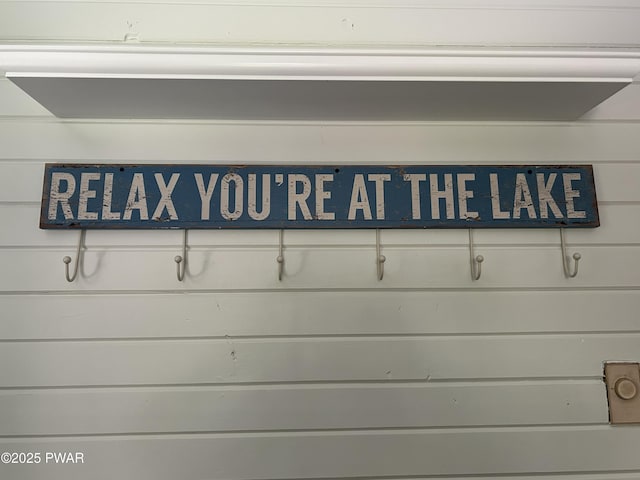 RELAX YOU'RE AT THE LAKE
©2025 PWAR